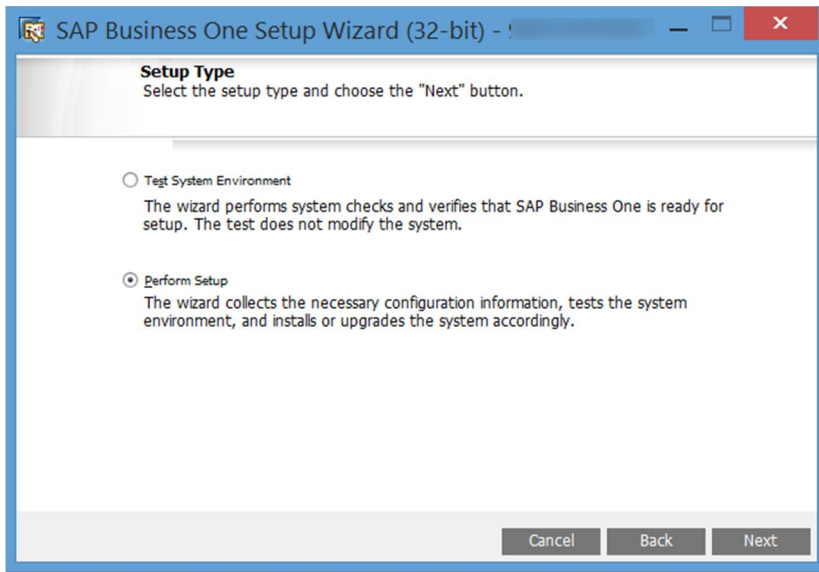 SAP Business One Setup Wizard (32-bit) -
Setup Type
Select the setup type and choose the "Next" button.
Test System Environment
The wizard performs system checks and verifies that SAP Business One is ready for
setup. The test does not modify the system.
Perform Setup
The wizard collects the necessary configuration information, tests the system
environment, and installs or upgrades the system accordingly.
Cancel Back Next